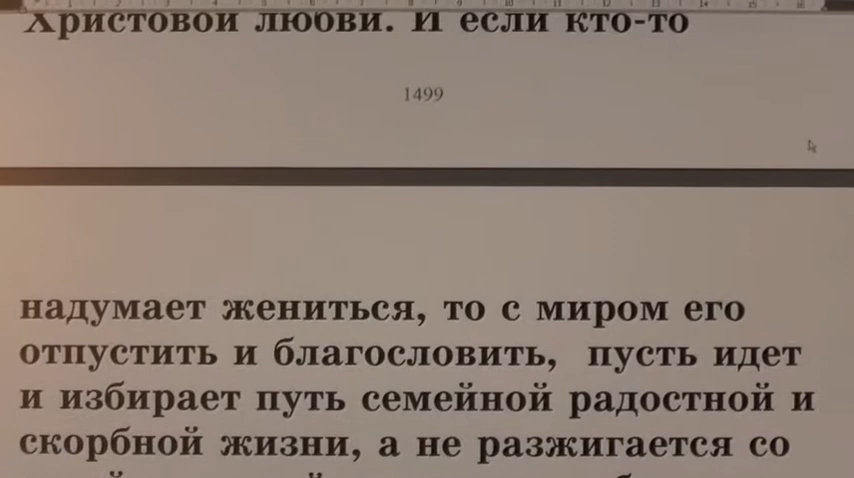 Христовой любви. И если кто-то
1499
надумает жениться, то с миром его
отпустить и благословить, пусть идет
и избирает путь семейной радостной и
скорбной жизни, а не разжигается со